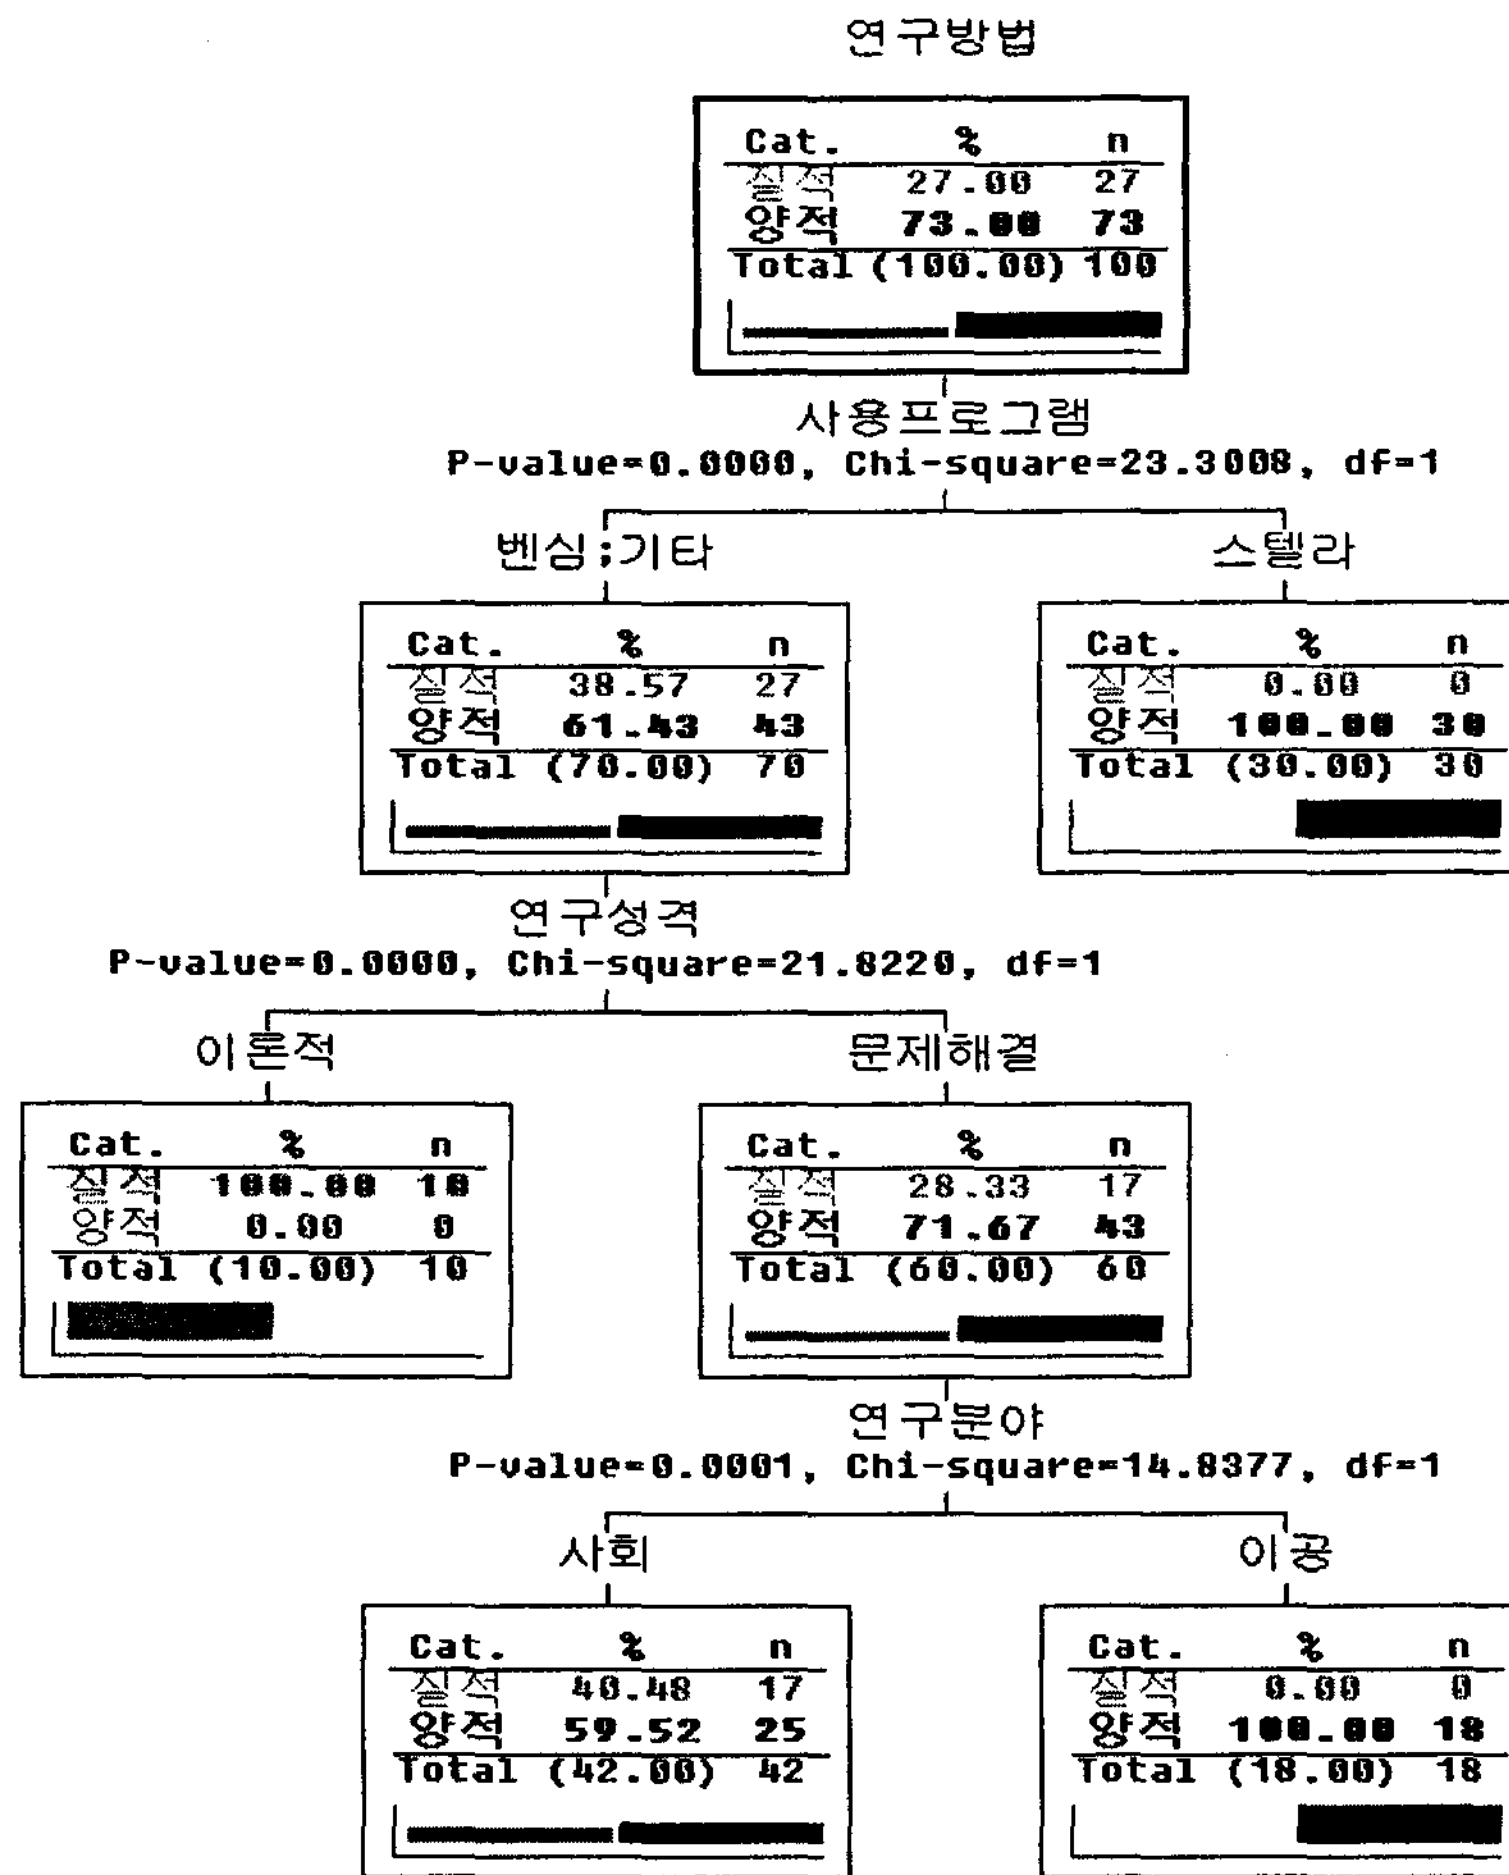 연구방법
Cat. % n
질적 27.00 27
양적 73.00 73
Total (100.00) 100
사용프로그램
P-value=0.0000, Chi-square=23.3008, df=1
벤심;기타
스텔라
Cat. % n
질적 38.57 27
양적 61.43 43
Total (70.00) 70
Cat. % n
질적 0.00 0
양적 100.00 30
Total (30.00) 30
연구성격
P-value=0.0000, Chi-square=21.8220, df=1
이론적
문제해결
Cat. % n
질적 100.00 10
양적 0.00 0
Total (10.00) 10
Cat. % n
질적 28.33 17
양적 71.67 43
Total (60.00) 60
연구분야
P-value=0.0001, Chi-square=14.8377, df=1
사회
이공
Cat. % n
질적 40.48 17
양적 59.52 25
Total (42.00) 42
Cat. % n
질적 0.00 0
양적 100.00 18
Total (18.00) 18